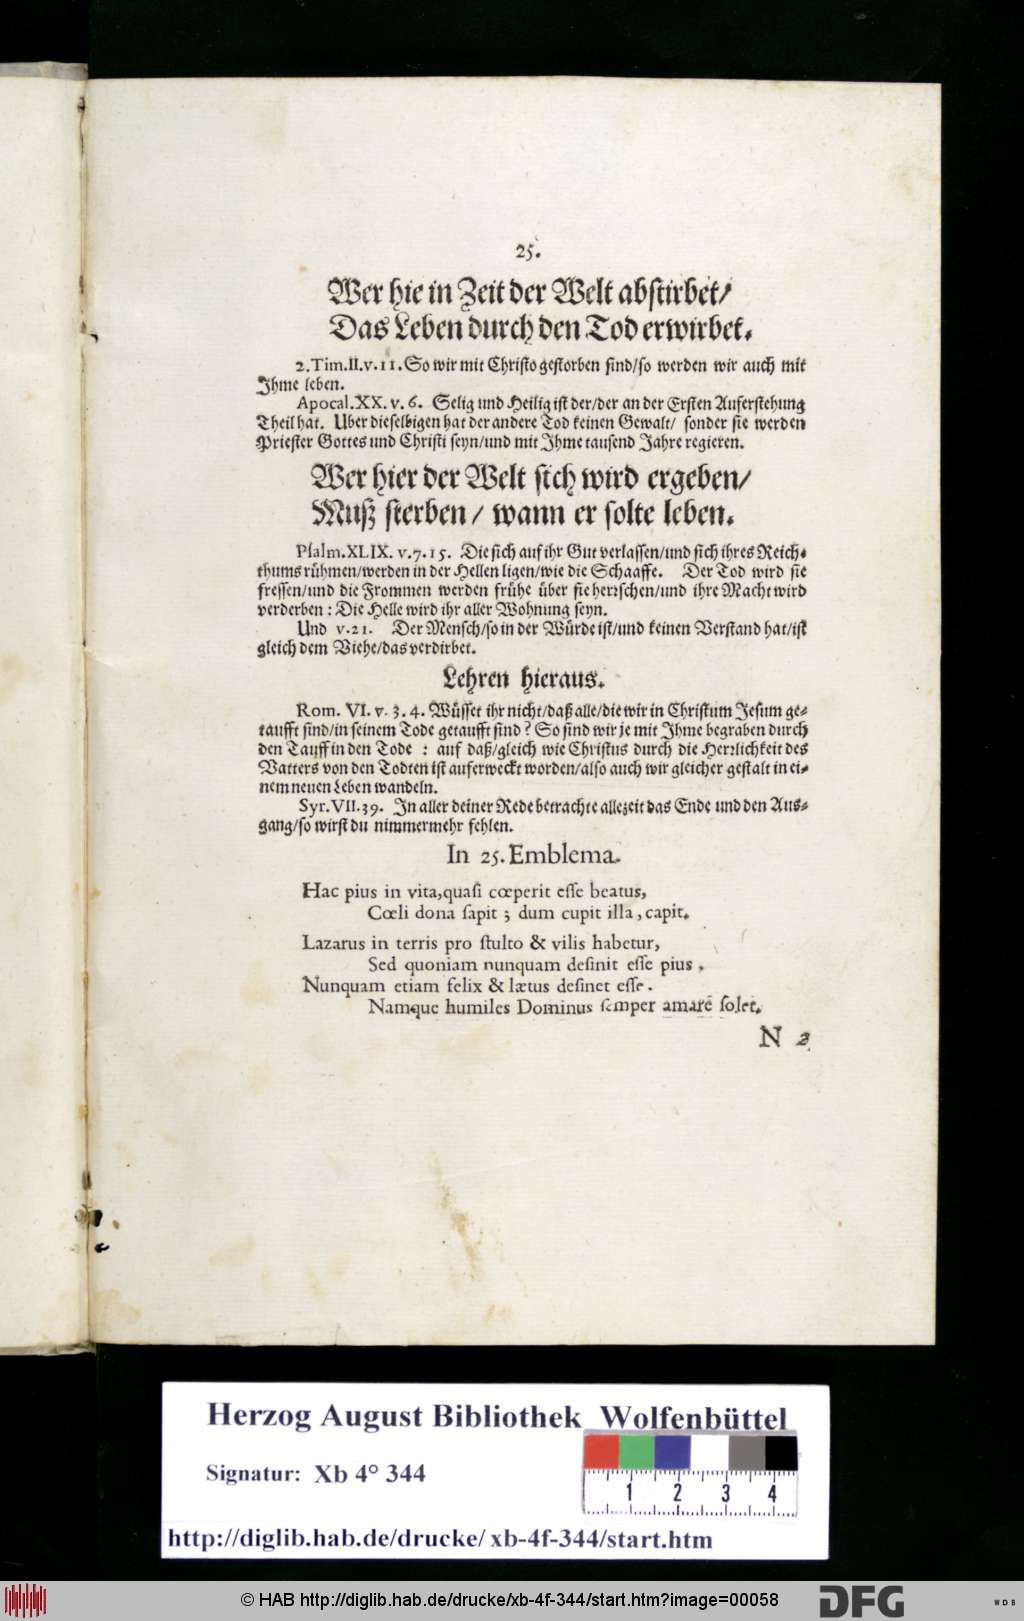 25.
Wer hie in Zeit der Welt abstirbet/
Das Leben durch den Tod erwirbet.
2. Tim. II. v. 11. So wir mit Christo gestorben sind/so werden wir auch mit
Ihme leben.
Apocal. XX. v. 6. Selig und Heilig ist der/der an der Ersten Auferstehung
Theil hat. Uber dieselbigen hat der andere Tod keinen Gewalt/ sonder sie werden
Priester Gottes und Christi seyn/und mit Ihme tausend Jahre regieren.
Wer hier der Welt sich wird ergeben/
Muß sterben / wann er solte leben.
Psalm. XLIX. v. 7. 15. Die sich auf ihr Gut verlassen/und sich ihres Reich-
thums rühmen/werden in der Hellen ligen/wie die Schaaffe. Der Tod wird sie
fressen/und die Frommen werden frühe über sie herrschen/und ihre Macht wird
verderben : Die Helle wird ihr aller Wohnung seyn.
Und v. 21. Der Mensch/so in der Würde ist/und keinen Verstand hat/ist
gleich dem Viehe/das verdirbet.
Lehren hieraus.
Rom. VI. v. 3. 4. Wüsset ihr nicht/daß alle/die wir in Christum Jesum ge-
taufft sind/in seinem Tode getaufft sind? So sind wir je mit Ihme begraben durch
den Tauff in den Tode : auf daß/gleich wie Christus durch die Herrlichkeit des
Vatters von den Todten ist auferweckt worden/also auch wir gleicher gestalt in ei-
nem neuen Leben wandeln.
Syr. VII. 39. In aller deiner Rede betrachte allezeit das Ende und den Aus-
gang/so wirst du nimmermehr fehlen.
In 25. Emblema.
Hac pius in vita, quasi cœperit esse beatus,
Cœli dona sapit ; dum cupit illa, capit.
Lazarus in terris pro stulto & vilis habetur,
Sed quoniam nunquam desinit esse pius,
Nunquam etiam felix & lætus desinet esse.
Namque humiles Dominus semper amare solet.
N 2
Herzog August Bibliothek Wolfenbüttel
Signatur: Xb 4° 344
1 2 3 4
http://diglib.hab.de/drucke/ xb-4f-344/start.htm
© HAB http://diglib.hab.de/drucke/xb-4f-344/start.htm?image=00058
DFG
WDB